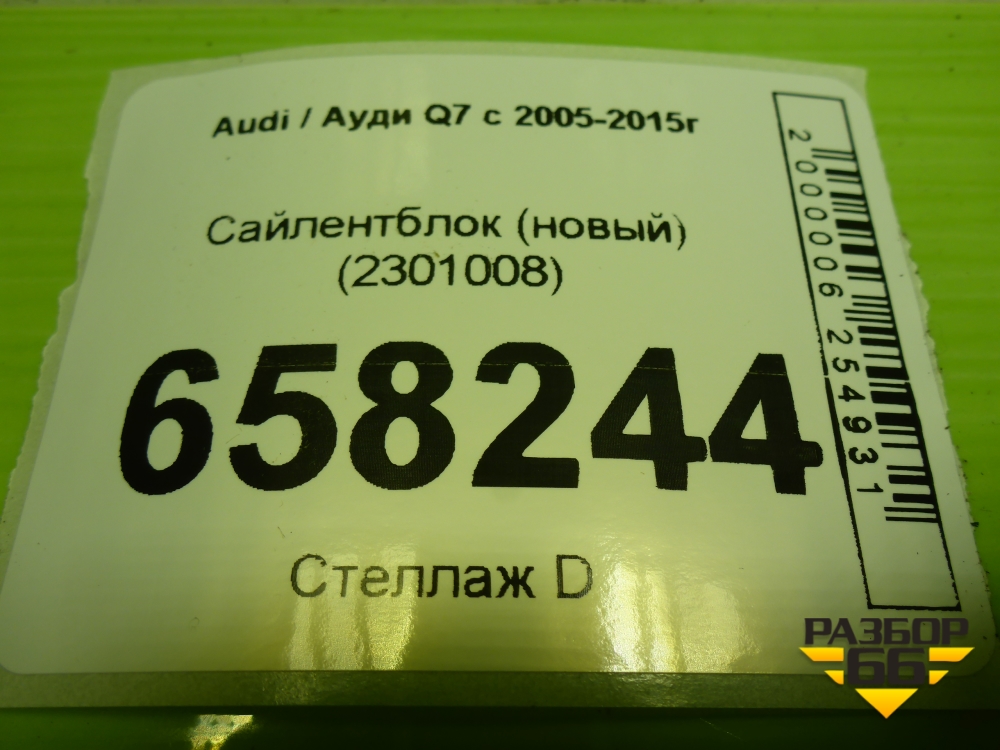 Audi / Ауди Q7 с 2005-2015г
Сайлентблок (новый)
(2301008)
658244
Стеллаж D
2000006254931
РАЗБОР
66